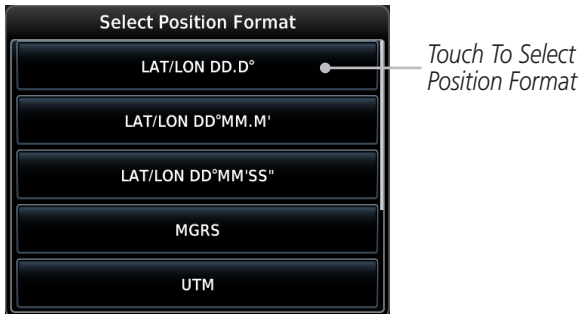 Select Position Format
LAT/LON DD.D°
Touch To Select
Position Format
LAT/LON DD°MM.M'
LAT/LON DD°MM'SS"
MGRS
UTM